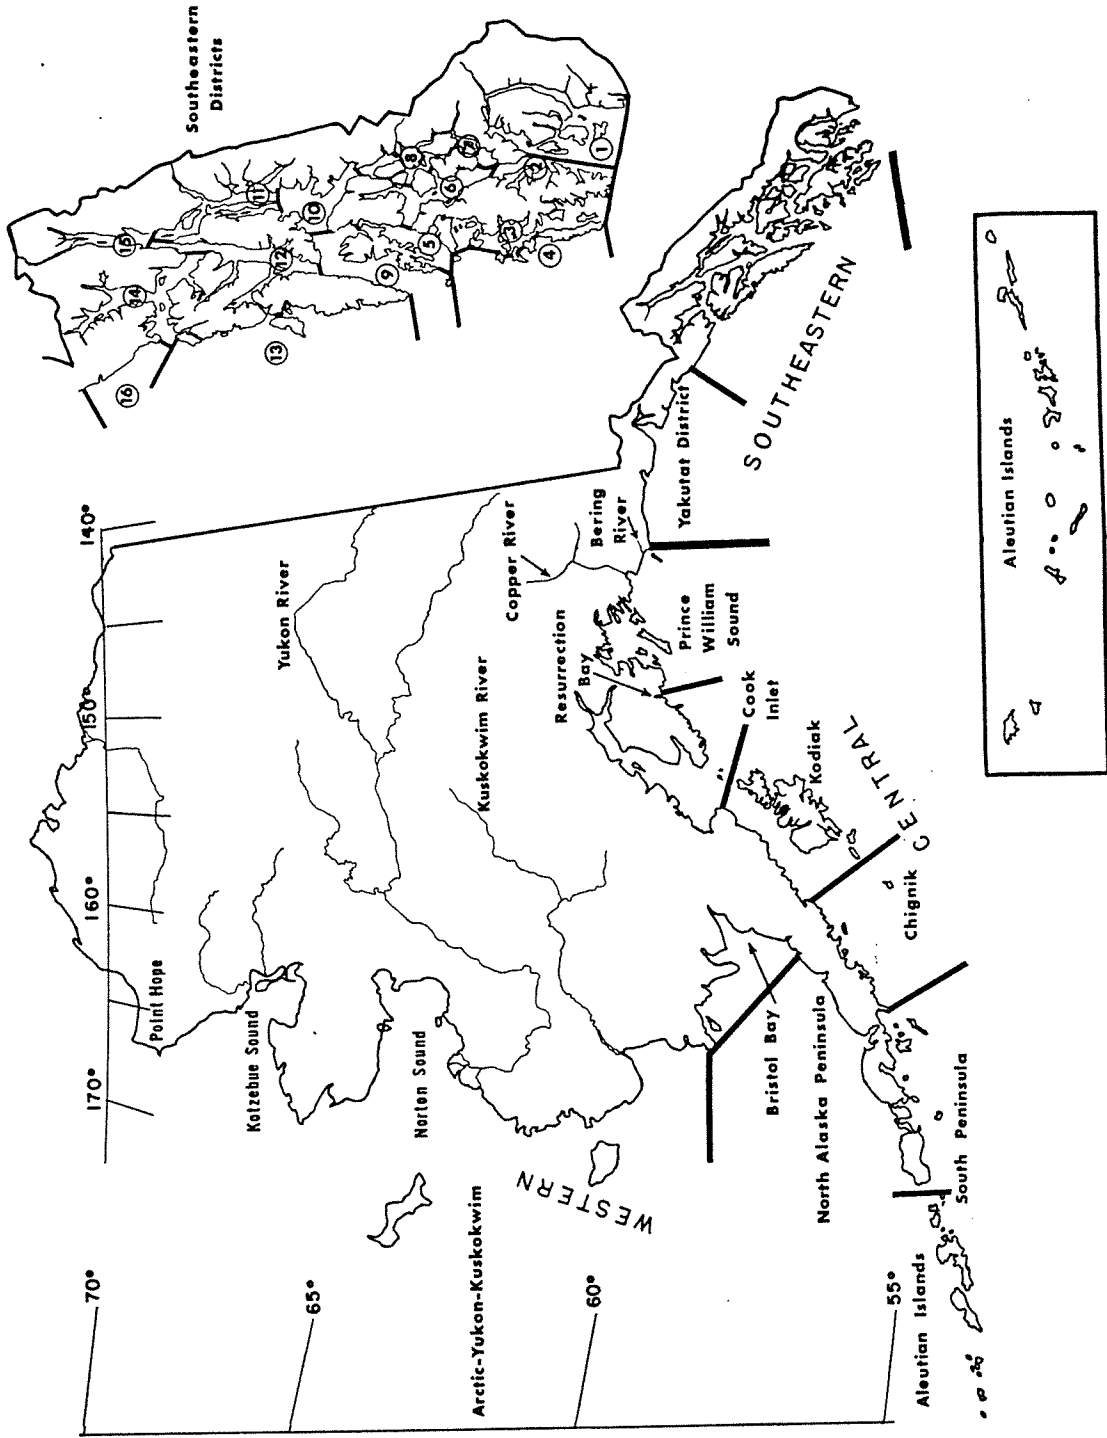 Southeastern
Districts
16
15
14
13
12
11
10
9
8
7
6
5
4
3
2
1
140°
150°
160°
170°
70°
65°
60°
55°
Point Hope
Kotzebue Sound
Norton Sound
Yukon River
Kuskokwim River
Copper River
Bering
River
Resurrection
Bay
Prince
William
Sound
Cook
Inlet
Kodiak
Chignik
Yakutat District
SOUTHEASTERN
CENTRAL
WESTERN
Bristol Bay
North Alaska Peninsula
South Peninsula
Arctic-Yukon-Kuskokwim
Aleutian Islands
Aleutian Islands